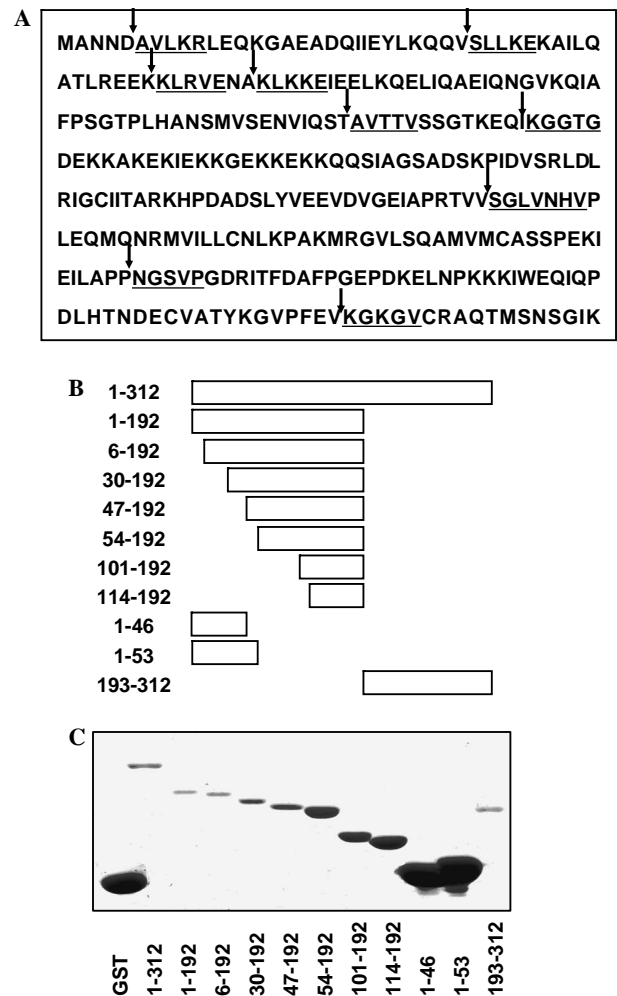 A
MANNDAVLKRLEQKGAEADQIIEYLKQQVSLLKEKAILQ
ATLREEKKLRVENAKLKKEIEELKQELIQAEIQNGVKQIA
FPSGTPLHANSMVSENVIQSTAVTTVSSGTKEQIKGGTG
DEKKAKEKIEKKGEKKEKKQQSIAGSADSKPIDVSRLDL
RIGCIITARKHPDADSLYVEEVDVGEIAPRTVVSGLVNHVP
LEQMQNRMVILLCNLKPAKMRGVLSQAMVMCASSPEKI
EILAPPNGSVPGDRITFDAFPGEPDKELNPKKKKIWEQIQP
DLHTNDECVATYKGVPFEVKGKGVCRAQTMSNSGIK
B
1-312
1-192
6-192
30-192
47-192
54-192
101-192
114-192
1-46
1-53
193-312
C
GST
1-312
1-192
6-192
30-192
47-192
54-192
101-192
114-192
1-46
1-53
193-312